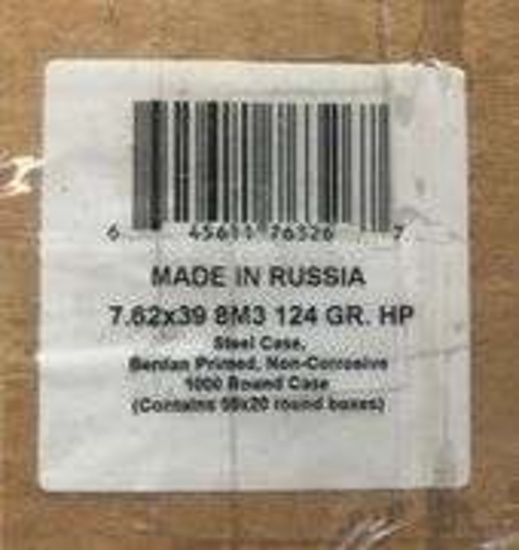 6 45611 76326 7
MADE IN RUSSIA
7.62x39 8M3 124 GR. HP
Steel Case,
Berdan Primed, Non-Corrosive
1000 Round Case
(Contains 50x20 round boxes)